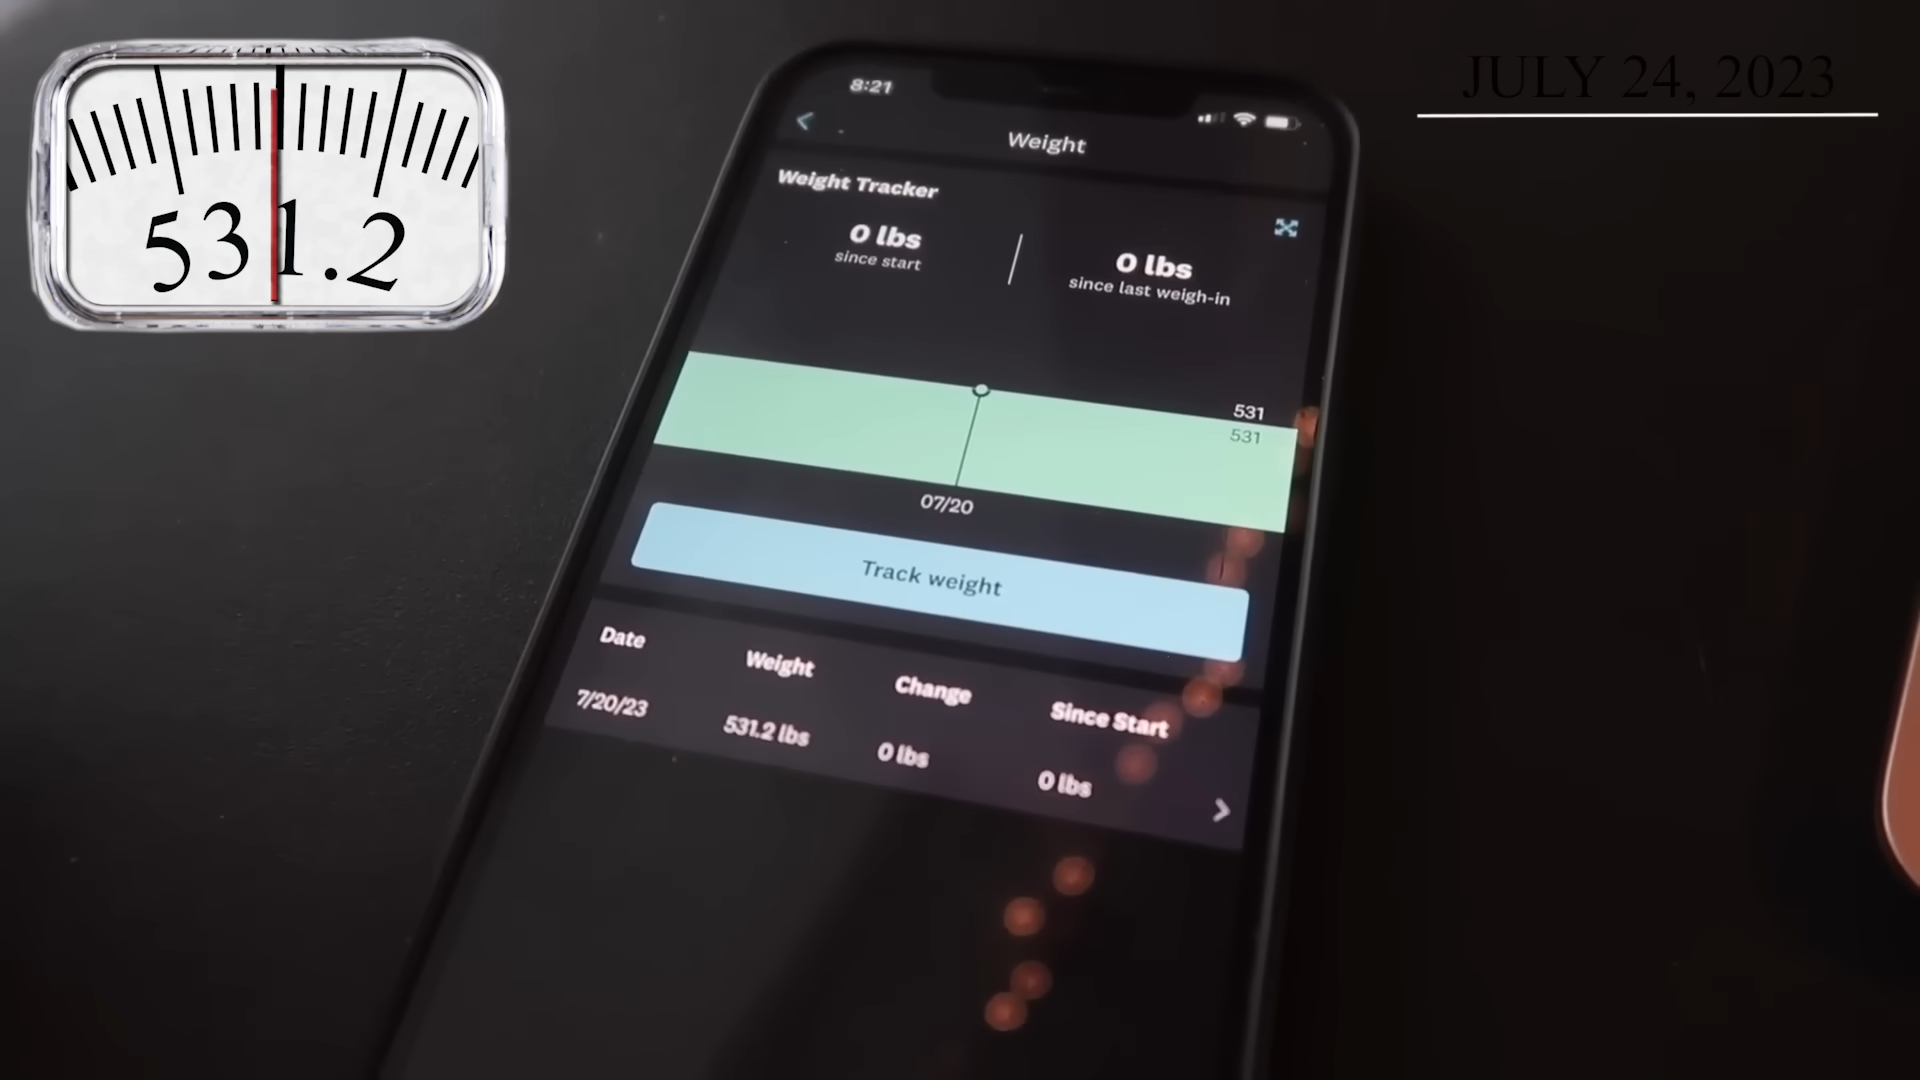 531.2
JULY 24, 2023
8:21
Weight
Weight Tracker
0 lbs
since start
0 lbs
since last weigh-in
531
531
07/20
Track weight
Date Weight Change Since Start
7/20/23 531.2 lbs 0 lbs 0 lbs